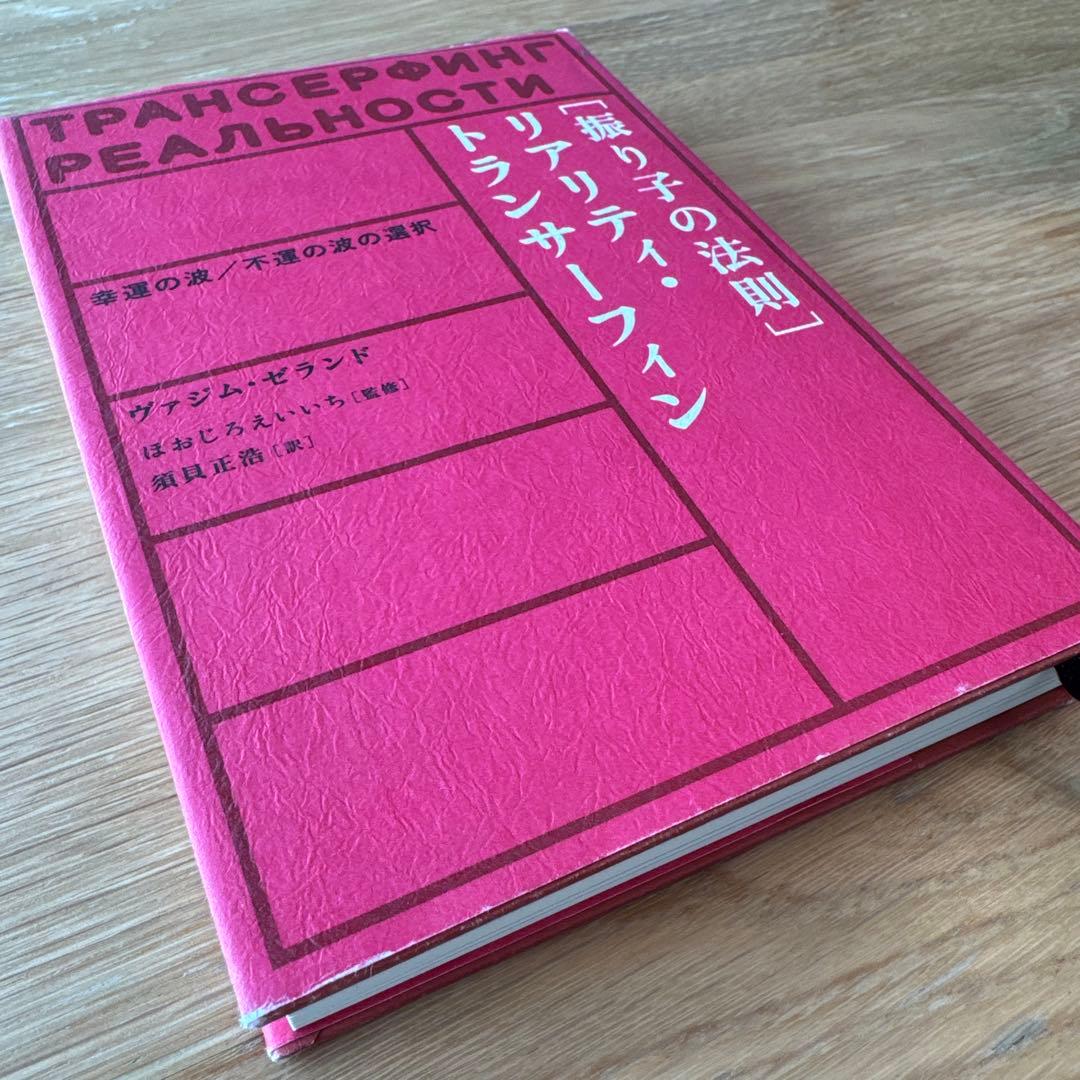 ТРАНСЕРФИНГ
РЕАЛЬНОСТИ
[振り子の法則]
リアリティ・
トランサーフィン
幸運の波／不運の波の選択
ヴァジム・ゼランド
ほおじろえいいち[監修]
須貝正浩[訳]